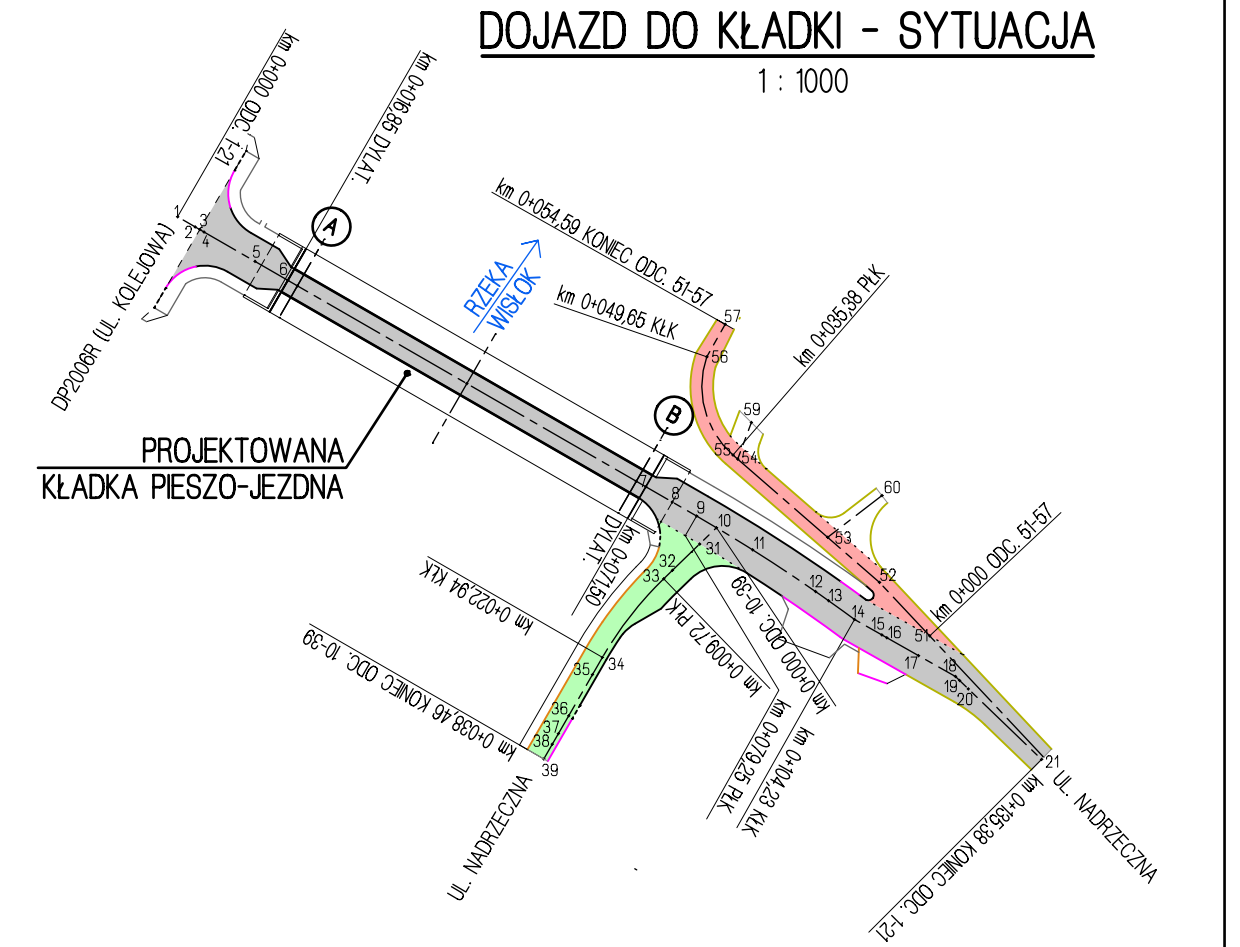 DOJAZD DO KŁADKI - SYTUACJA
1 : 1000
km 0+000 ODC. 1-21
km 0+016,85 DYLAT.
A
1
2
3
4
5
6
DP2006R (UL. KOLEJOWA)
RZEKA
WISŁOK
km 0+054,59 KONIEC ODC. 51-57
km 0+049,65 KŁK
57
56
km 0+035,38 PŁK
59
55
54
60
53
52
km 0+000 ODC. 51-57
51
B
PROJEKTOWANA
KŁADKA PIESZO-JEZDNA
7
8
9
10
11
12
13
14
15
16
17
18
19
20
21
km 0+071,50
DYLAT.
31
32
33
km 0+022,94 KŁK
34
35
36
37
38
39
km 0+009,72 PŁK
km 0+000 ODC. 10-39
km 0+079,25 PŁK
km 0+104,23 KŁK
km 0+038,46 KONIEC ODC. 10-39
UL. NADRZECZNA
km 0+135,38 KONIEC ODC. 1-21
UL. NADRZECZNA